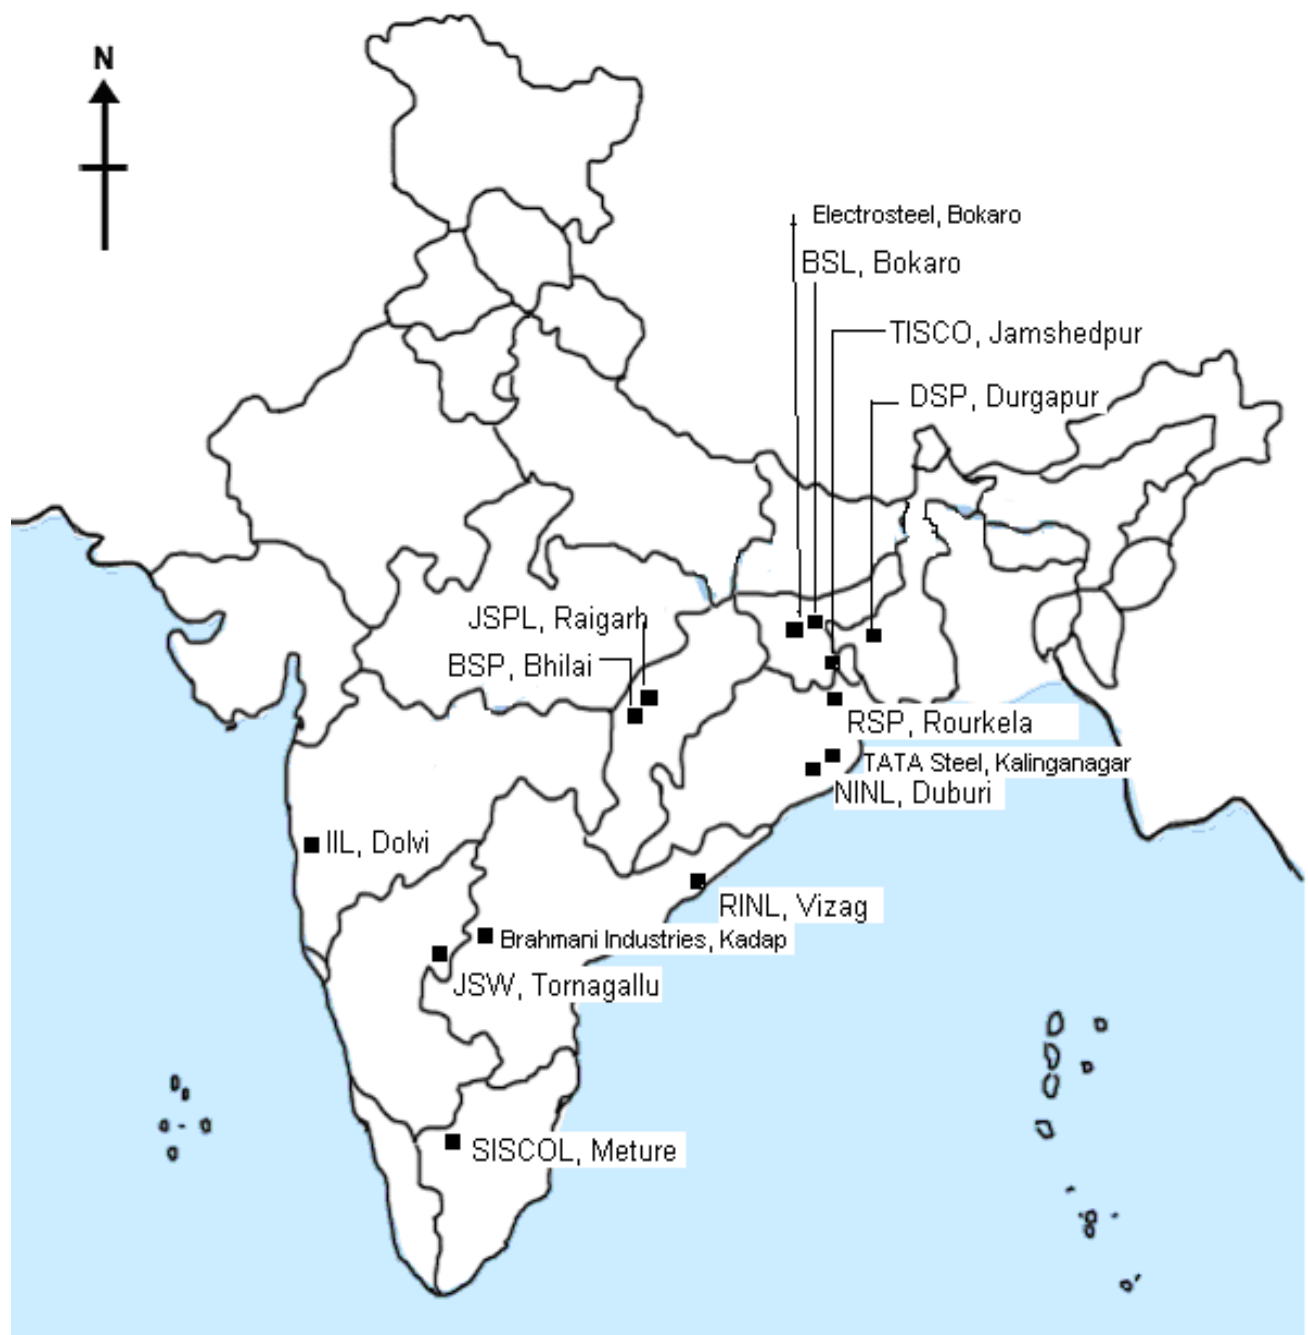 N
Electrosteel, Bokaro
BSL, Bokaro
TISCO, Jamshedpur
DSP, Durgapur
JSPL, Raigarh
BSP, Bhilai
RSP, Rourkela
TATA Steel, Kalinganagar
NINL, Duburi
IIL, Dolvi
RINL, Vizag
Brahmani Industries, Kadap
JSW, Tornagallu
SISCOL, Meture